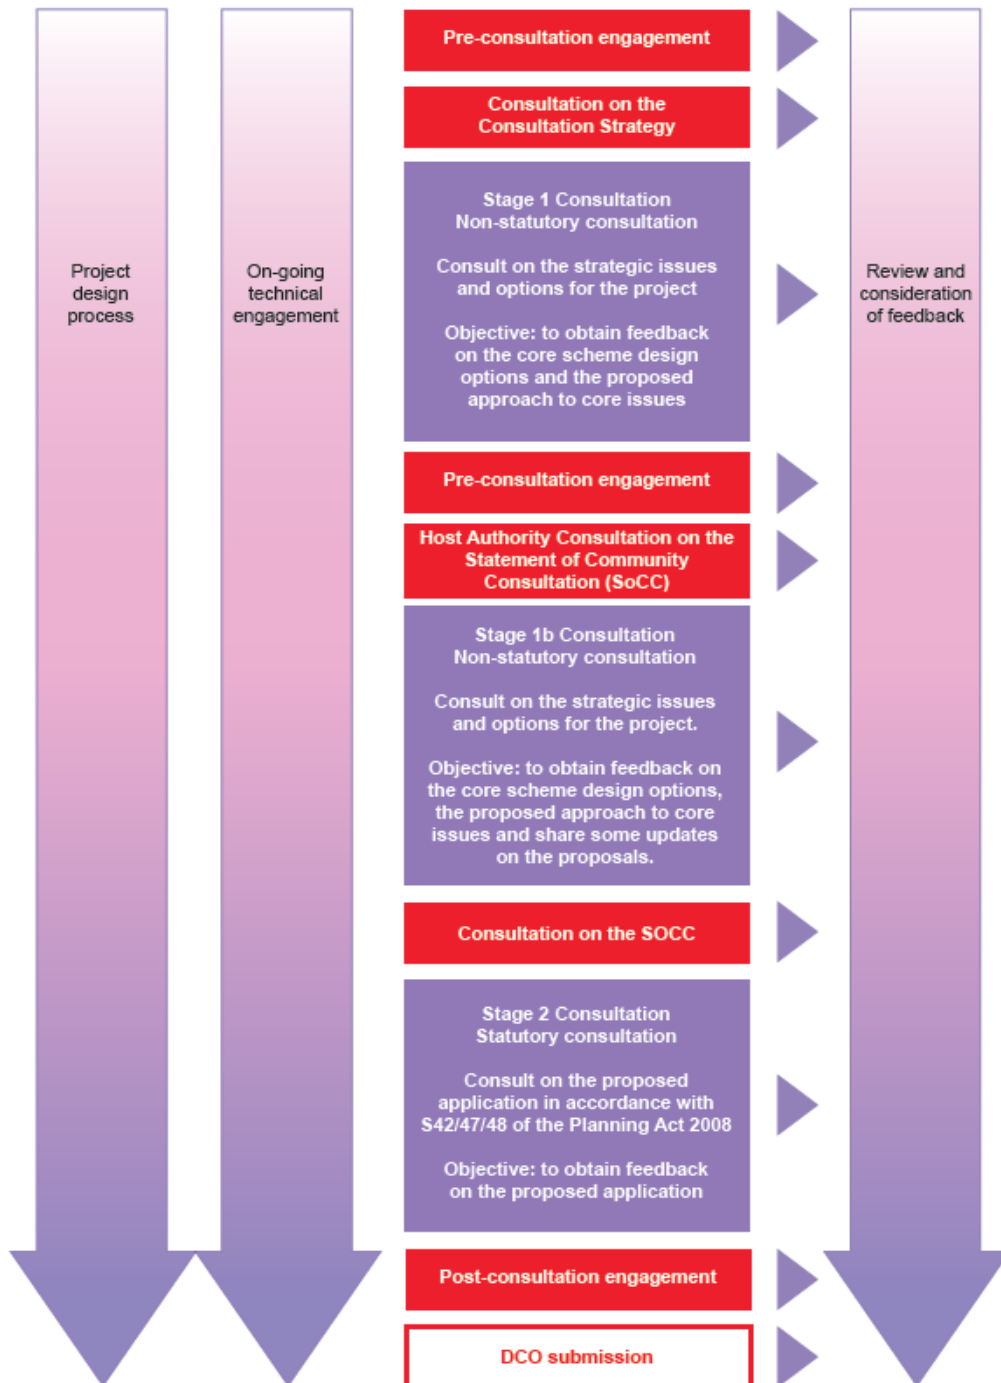 Project
design
process
On-going
technical
engagement
Pre-consultation engagement
Consultation on the
Consultation Strategy
Stage 1 Consultation
Non-statutory consultation
Consult on the strategic issues
and options for the project
Objective: to obtain feedback
on the core scheme design
options and the proposed
approach to core issues
Pre-consultation engagement
Host Authority Consultation on the
Statement of Community
Consultation (SoCC)
Stage 1b Consultation
Non-statutory consultation
Consult on the strategic issues
and options for the project.
Objective: to obtain feedback on
the core scheme design options,
the proposed approach to core
issues and share some updates
on the proposals.
Consultation on the SOCC
Stage 2 Consultation
Statutory consultation
Consult on the proposed
application in accordance with
S42/47/48 of the Planning Act 2008
Objective: to obtain feedback
on the proposed application
Post-consultation engagement
DCO submission
Review and
consideration
of feedback